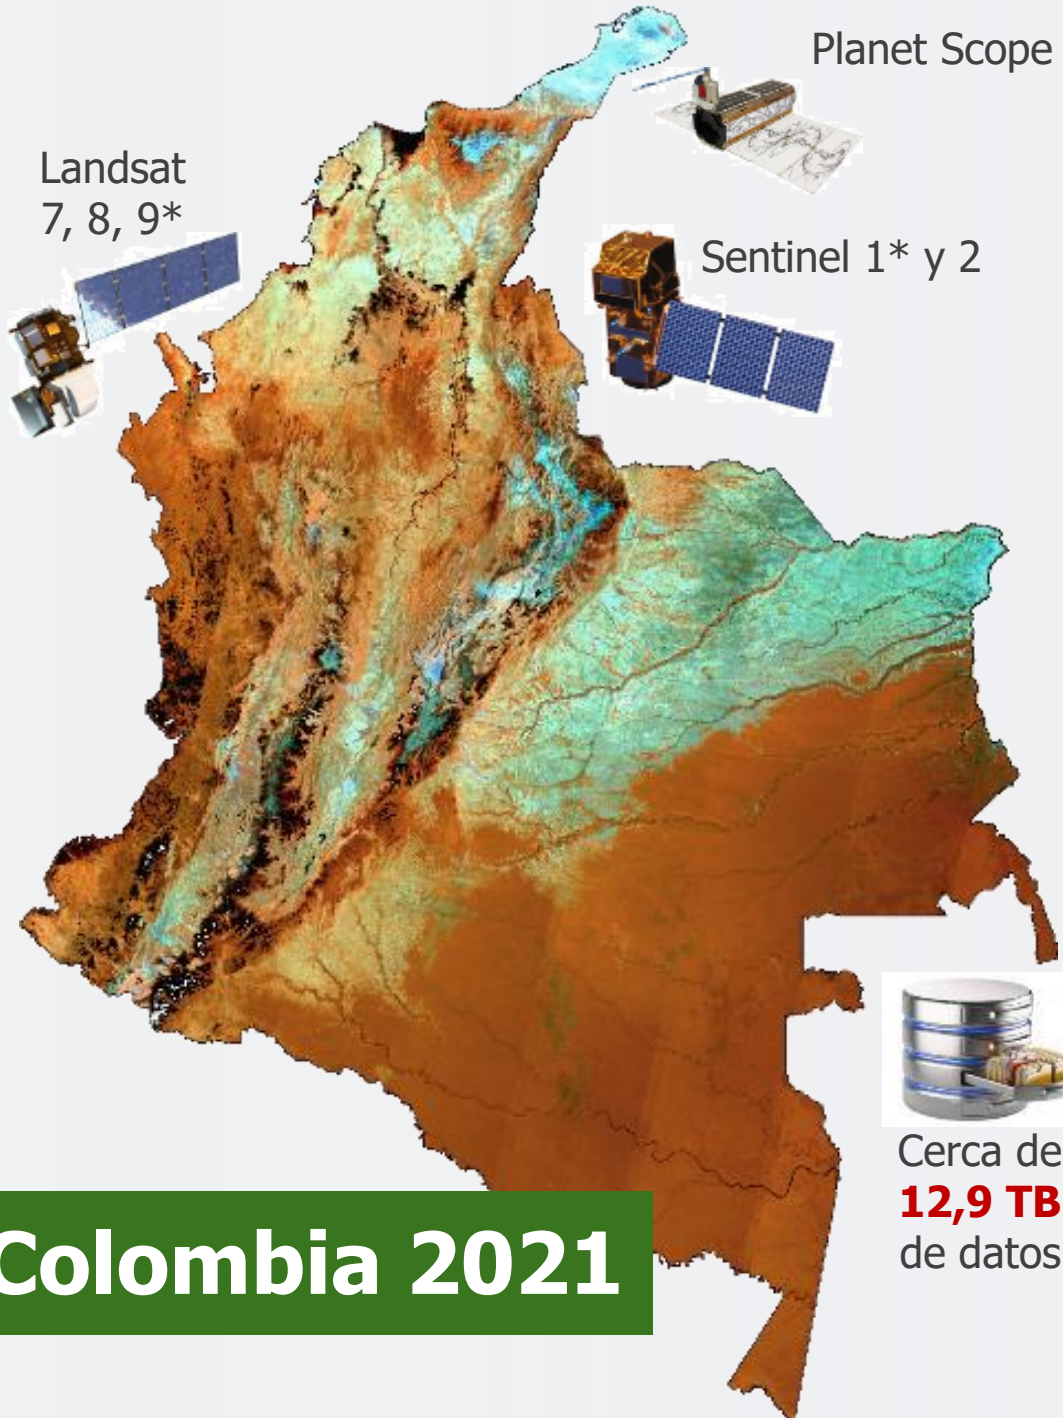 Planet Scope
Landsat
7, 8, 9*
Sentinel 1* y 2
Cerca de
12,9 TB
de datos
Colombia 2021